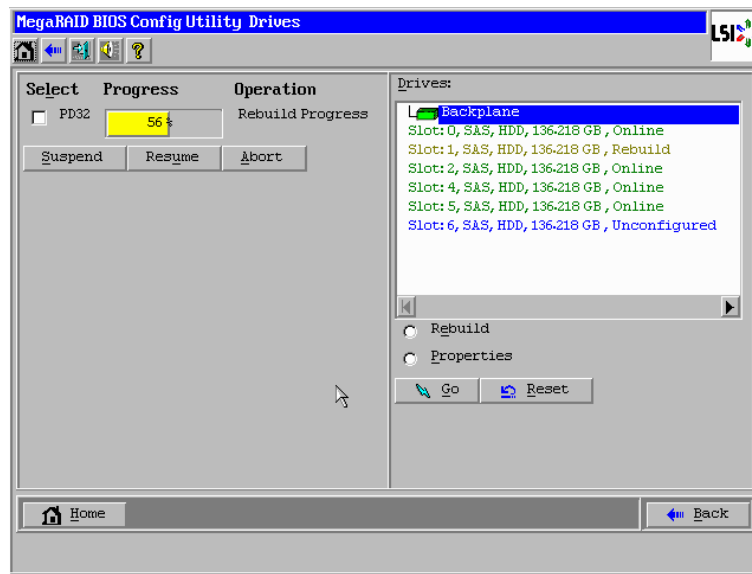 MegaRAID BIOS Config Utility Drives
LSI
Select Progress Operation
PD32 56% Rebuild Progress
Suspend Resume Abort
Drives:
Backplane
Slot: 0, SAS, HDD, 136.218 GB, Online
Slot: 1, SAS, HDD, 136.218 GB, Rebuild
Slot: 2, SAS, HDD, 136.218 GB, Online
Slot: 4, SAS, HDD, 136.218 GB, Online
Slot: 5, SAS, HDD, 136.218 GB, Online
Slot: 6, SAS, HDD, 136.218 GB, Unconfigured
Rebuild
Properties
Go Reset
Home Back